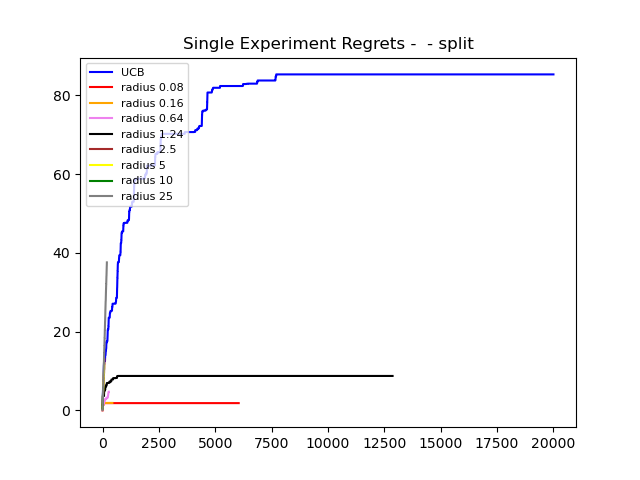 Single Experiment Regrets -  - split
UCB
radius 0.08
radius 0.16
radius 0.64
radius 1.24
radius 2.5
radius 5
radius 10
radius 25
80
60
40
20
0
0 2500 5000 7500 10000 12500 15000 17500 20000